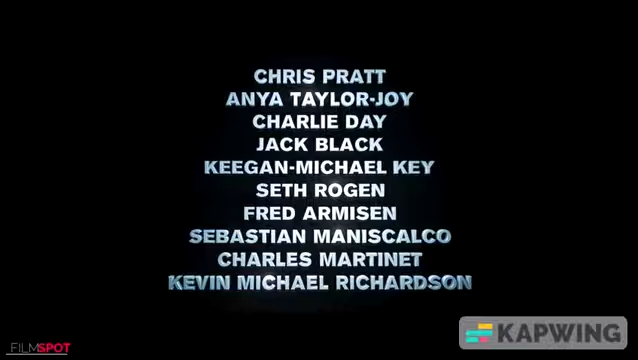 CHRIS PRATT
ANYA TAYLOR-JOY
CHARLIE DAY
JACK BLACK
KEEGAN-MICHAEL KEY
SETH ROGEN
FRED ARMISEN
SEBASTIAN MANISCALCO
CHARLES MARTINET
KEVIN MICHAEL RICHARDSON
FILMSPOT
KAPWING